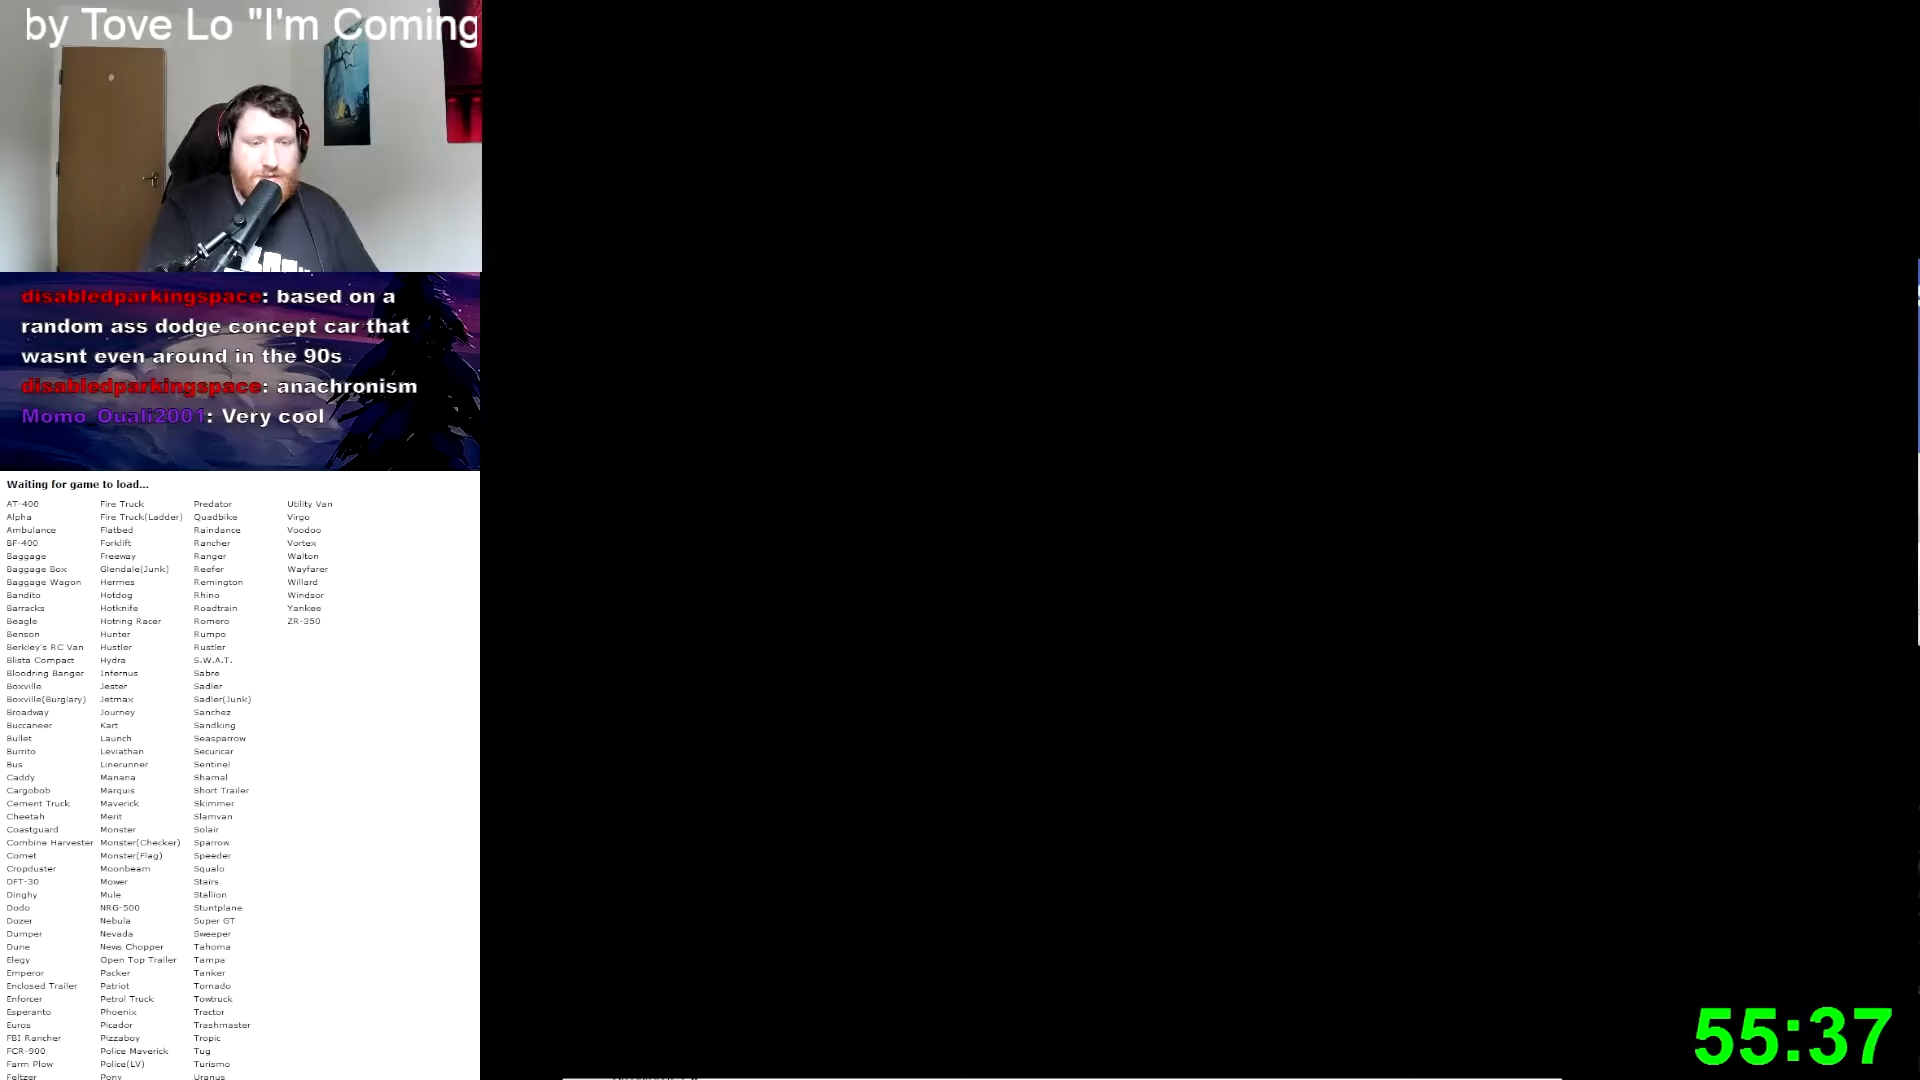 by Tove Lo "I'm Coming
disabledparkingspace: based on a
random ass dodge concept car that
wasnt even around in the 90s
disabledparkingspace: anachronism
Momo_Ouali2001: Very cool
Waiting for game to load...
AT-400
Alpha
Ambulance
BF-400
Baggage
Baggage Box
Baggage Wagon
Bandito
Barracks
Beagle
Benson
Berkley's RC Van
Blista Compact
Bloodring Banger
Boxville
Boxville(Burglary)
Broadway
Buccaneer
Bullet
Burrito
Bus
Caddy
Cargobob
Cement Truck
Cheetah
Coastguard
Combine Harvester
Comet
Cropduster
DFT-30
Dinghy
Dodo
Dozer
Dumper
Dune
Elegy
Emperor
Enclosed Trailer
Enforcer
Esperanto
Euros
FBI Rancher
FCR-900
Farm Plow
Feltzer
Fire Truck
Fire Truck(Ladder)
Flatbed
Forklift
Freeway
Glendale(Junk)
Hermes
Hotdog
Hotknife
Hotring Racer
Hunter
Hustler
Hydra
Infernus
Jester
Jetmax
Journey
Kart
Launch
Leviathan
Linerunner
Manana
Marquis
Maverick
Merit
Monster
Monster(Checker)
Monster(Flag)
Moonbeam
Mower
Mule
NRG-500
Nebula
Nevada
News Chopper
Open Top Trailer
Packer
Patriot
Petrol Truck
Phoenix
Picador
Pizzaboy
Police Maverick
Police(LV)
Pony
Predator
Quadbike
Raindance
Rancher
Ranger
Reefer
Remington
Rhino
Roadtrain
Romero
Rumpo
Rustler
S.W.A.T.
Sabre
Sadler
Sadler(Junk)
Sanchez
Sandking
Seasparrow
Securicar
Sentinel
Shamal
Short Trailer
Skimmer
Slamvan
Solair
Sparrow
Speeder
Squalo
Stairs
Stallion
Stuntplane
Super GT
Sweeper
Tahoma
Tampa
Tanker
Tornado
Towtruck
Tractor
Trashmaster
Tropic
Tug
Turismo
Uranus
Utility Van
Virgo
Voodoo
Vortex
Walton
Wayfarer
Willard
Windsor
Yankee
ZR-350
55:37